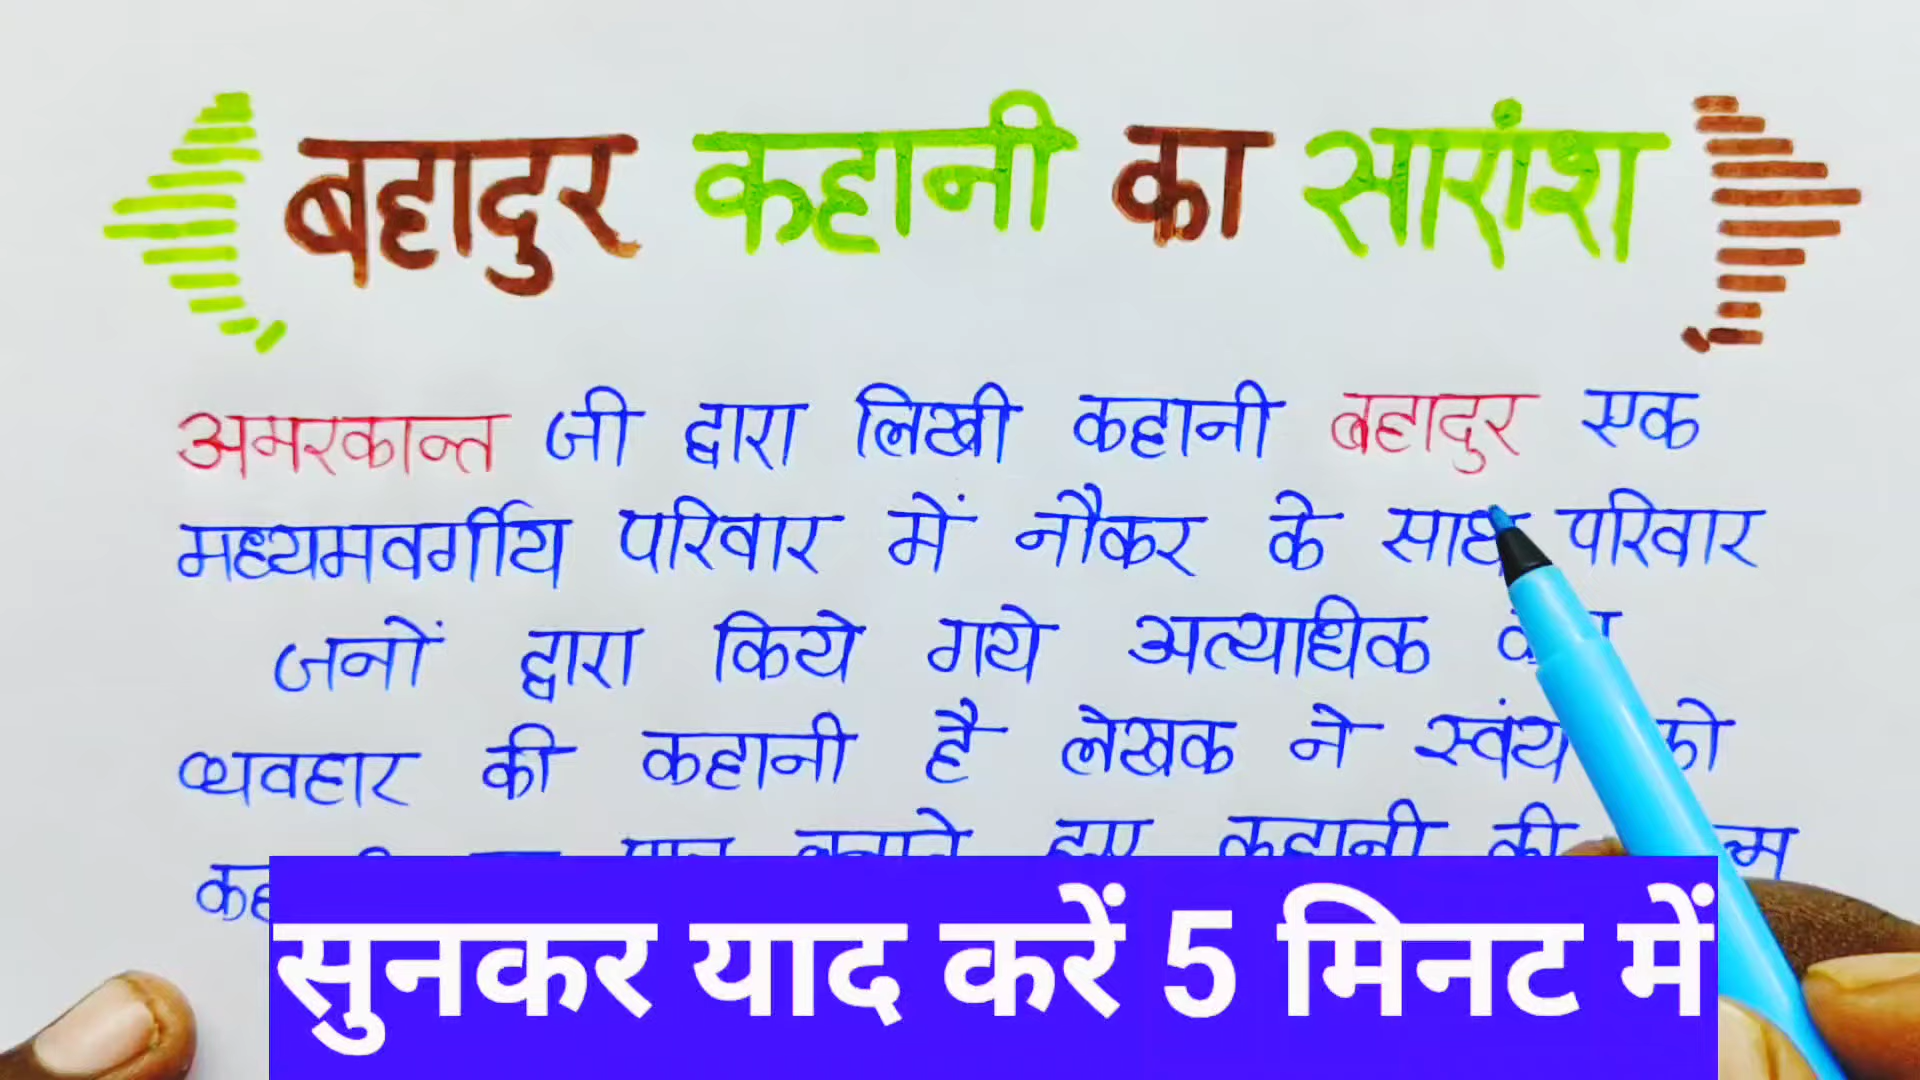 बहादुर कहानी का सारांश
अमरकान्त जी द्वारा लिखी कहानी बहादुर एक
मध्यमवर्गीय परिवार में नौकर के साथ परिवार
जनों द्वारा किये गये अत्याधिक
व्यवहार की कहानी है लेखक ने स्वंय को
हुए कहानी की
सुनकर याद करें 5 मिनट में